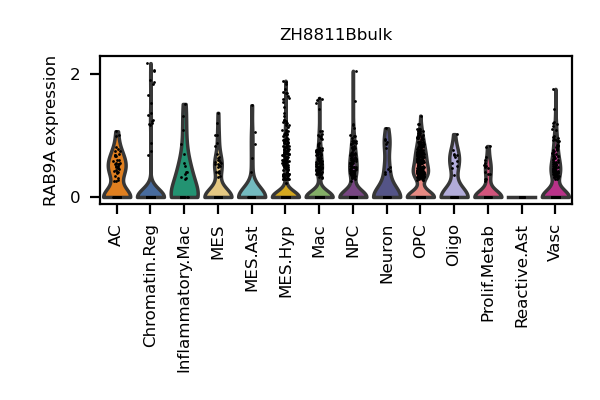 ZH8811Bbulk
RAB9A expression
2
0
AC
Chromatin.Reg
Inflammatory.Mac
MES
MES.Ast
MES.Hyp
Mac
NPC
Neuron
OPC
Oligo
Prolif.Metab
Reactive.Ast
Vasc